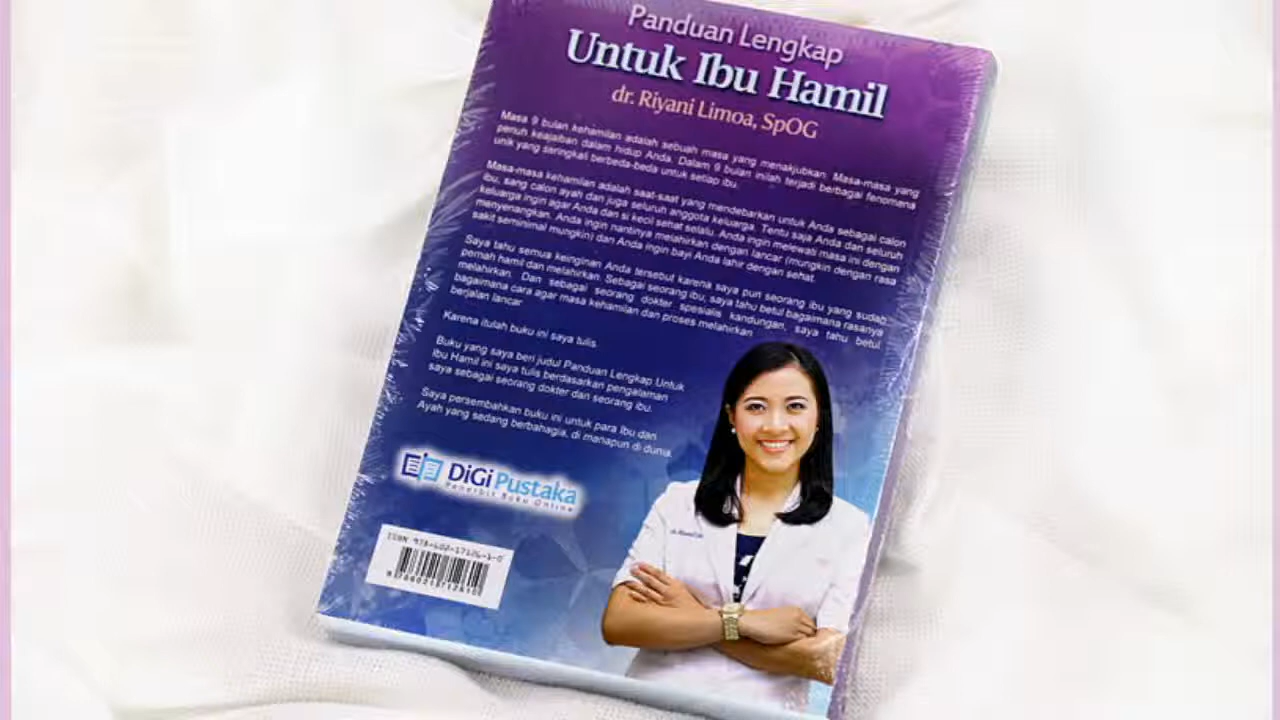 Panduan Lengkap
Untuk Ibu Hamil
dr. Riyani Limoa, SpOG
Masa 9 bulan kehamilan adalah sebuah masa yang menakjubkan. Masa-masa yang
penuh keajaiban dalam hidup Anda. Dalam 9 bulan inilah terjadi berbagai fenomena
unik yang seringkali berbeda-beda untuk setiap ibu.
Masa-masa kehamilan adalah saat-saat yang mendebarkan untuk Anda sebagai calon
ibu, sang calon ayah dan juga seluruh anggota keluarga. Tentu saja Anda dan seluruh
keluarga ingin agar Anda dan si kecil sehat selalu. Anda ingin melewati masa ini dengan
menyenangkan. Anda ingin nantinya melahirkan dengan lancar (mungkin dengan rasa
sakit seminimal mungkin) dan Anda ingin bayi Anda lahir dengan sehat.
Saya tahu semua keinginan Anda tersebut karena saya pun seorang ibu yang sudah
pernah hamil dan melahirkan. Sebagai seorang ibu, saya tahu betul bagaimana rasanya
melahirkan. Dan sebagai seorang dokter spesialis kandungan, saya tahu betul
bagaimana cara agar masa kehamilan dan proses melahirkan
berjalan lancar
Karena itulah buku ini saya tulis.
Buku yang saya beri judul Panduan Lengkap Untuk
Ibu Hamil ini saya tulis berdasarkan pengalaman
saya sebagai seorang dokter dan seorang ibu.
Saya persembahkan buku ini untuk para Ibu dan
Ayah yang sedang berbahagia, di manapun di dunia.
DiGi Pustaka
Penerbit Buku Online
ISBN 978-602-17126-1-0
9786021712610